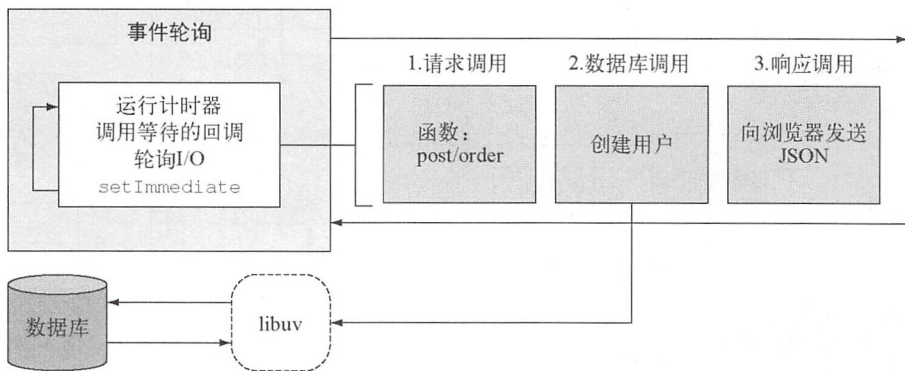 事件轮询
运行计时器
调用等待的回调
轮询I/O
setImmediate
1.请求调用
函数：
post/order
2.数据库调用
创建用户
3.响应调用
向浏览器发送
JSON
数据库
libuv